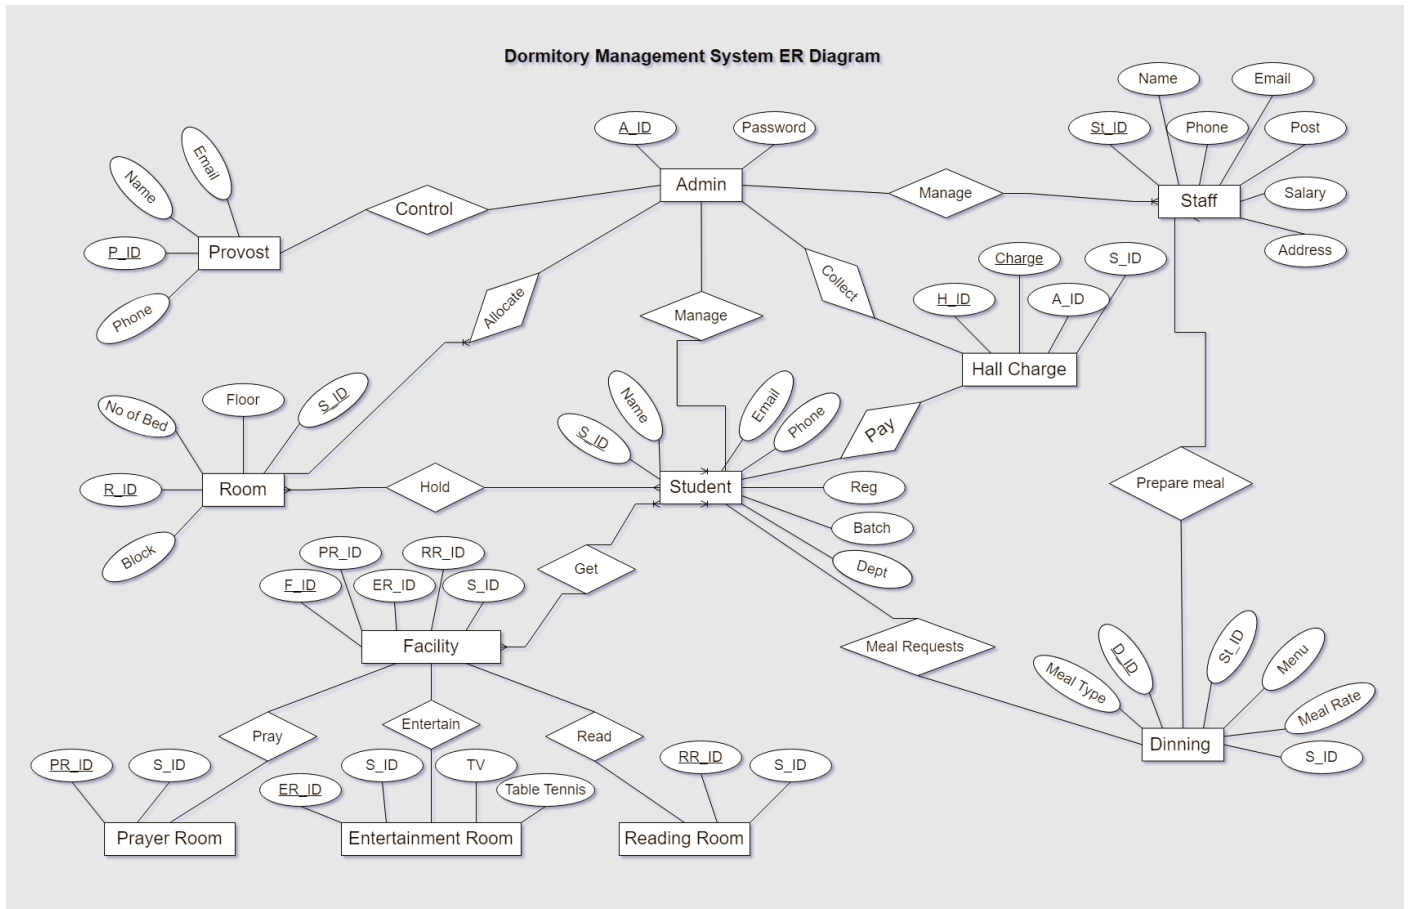 Dormitory Management System ER Diagram
Name
Email
A_ID
Password
St_ID
Phone
Post
Email
Name
Admin
Manage
Staff
Salary
Control
P_ID
Provost
Address
Phone
Allocate
Collect
Charge
S_ID
H_ID
A_ID
Manage
Hall Charge
No of Bed
Floor
S_ID
Name
Email
Phone
S_ID
Pay
R_ID
Room
Hold
Student
Reg
Prepare meal
Block
Batch
Dept
PR_ID
RR_ID
F_ID
ER_ID
S_ID
Get
Facility
Meal Requests
Meal Type
D_ID
St_ID
Menu
Meal Rate
Pray
Entertain
Read
Dinning
S_ID
PR_ID
S_ID
ER_ID
S_ID
TV
Table Tennis
RR_ID
S_ID
Prayer Room
Entertainment Room
Reading Room